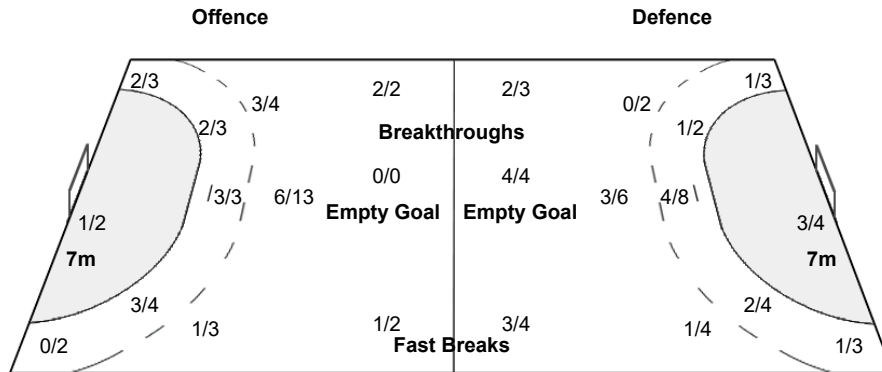 Offence Defence
2/3 2/2 2/3 1/3
3/4 0/2
2/3 Breakthroughs 1/2
0/0 4/4
3/3 6/13 3/6 4/8
Empty Goal Empty Goal
1/2 3/4
7m 7m
3/4 2/4
1/3 1/2 3/4 1/4
0/2 Fast Breaks 1/3